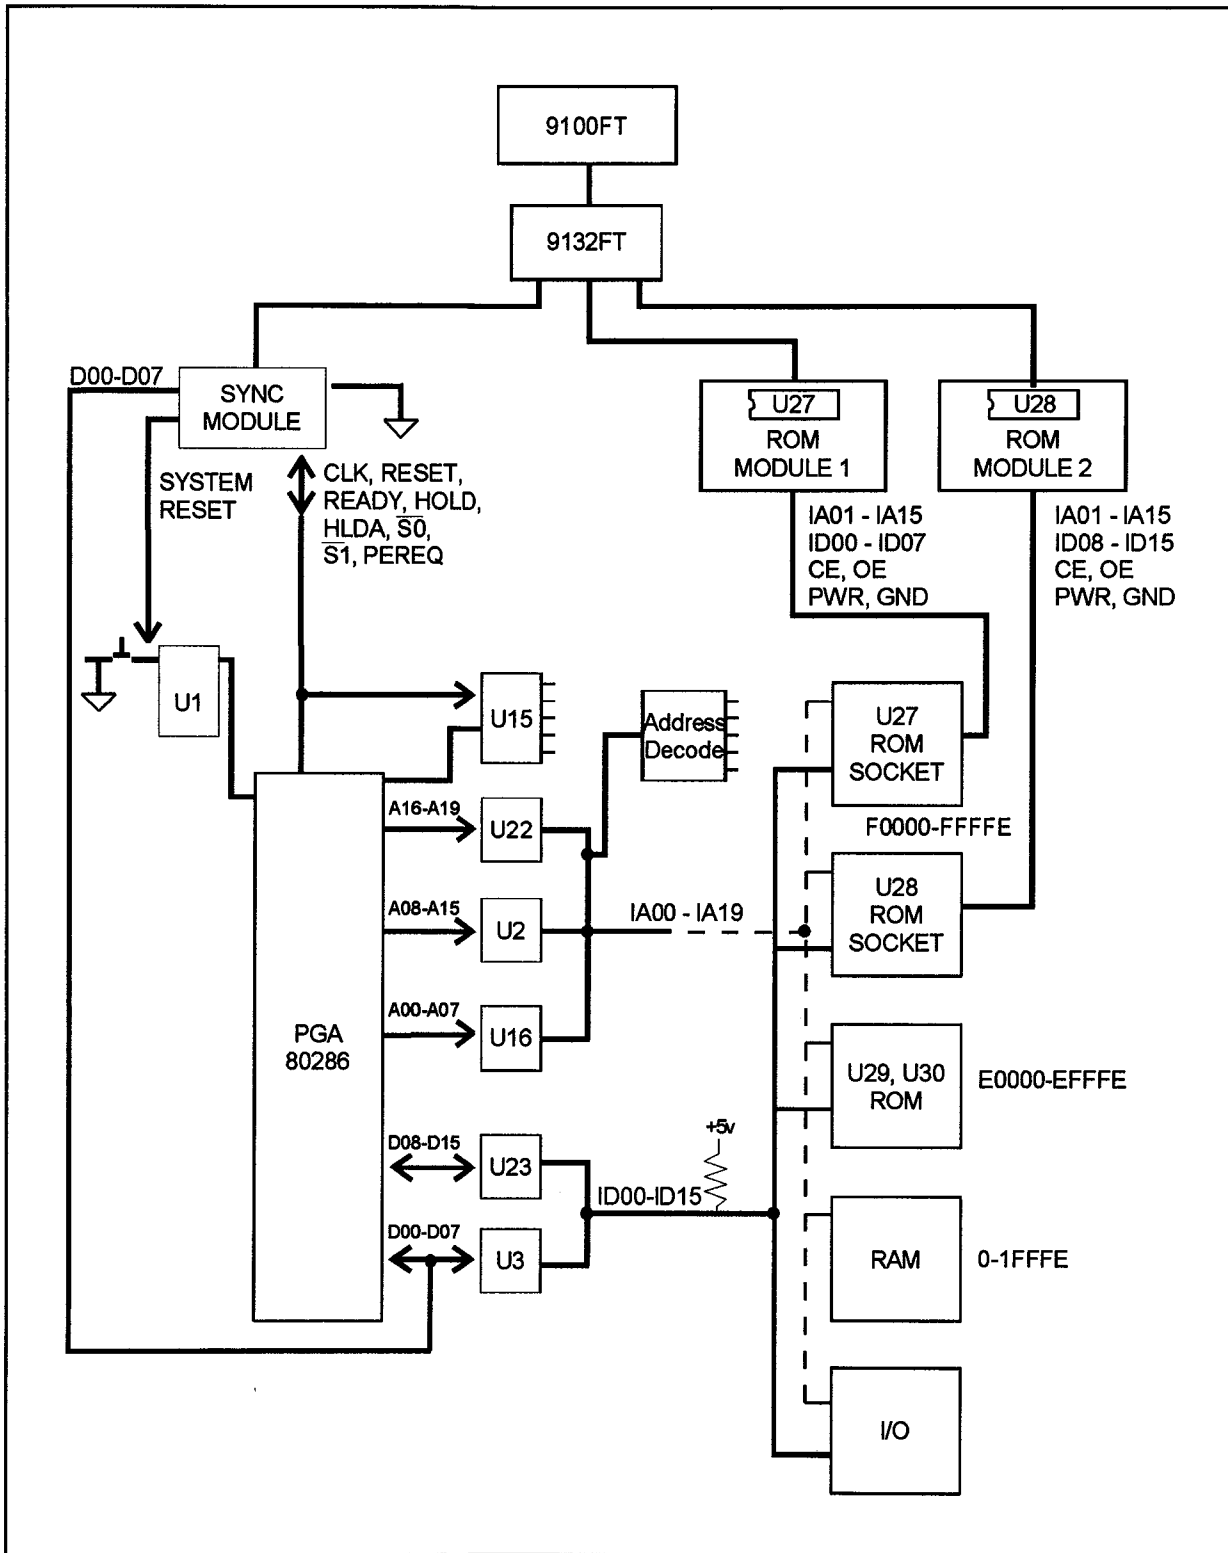 9100FT
9132FT
D00-D07
SYNC
MODULE
U27
ROM
MODULE 1
U28
ROM
MODULE 2
SYSTEM
RESET
CLK, RESET,
READY, HOLD,
HLDA, S̅0̅,
S̅1̅, PEREQ
IA01 - IA15
ID00 - ID07
CE, OE
PWR, GND
IA01 - IA15
ID08 - ID15
CE, OE
PWR, GND
U1
U15
Address
Decode
U27
ROM
SOCKET
F0000-FFFFE
A16-A19
U22
U28
ROM
SOCKET
A08-A15
U2
IA00 - IA19
A00-A07
U16
PGA
80286
U29, U30
ROM
E0000-EFFFE
+5v
D08-D15
U23
ID00-ID15
D00-D07
U3
RAM
0-1FFFE
I/O